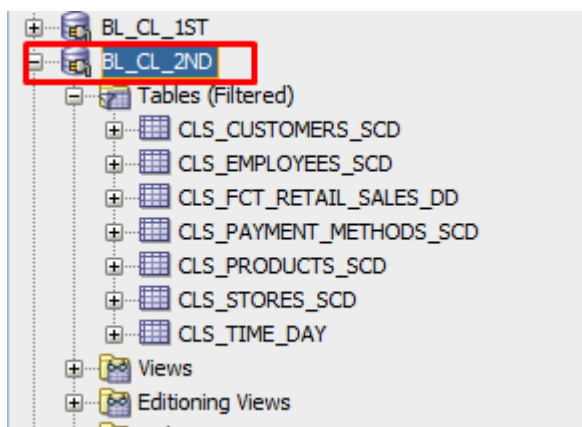 BL_CL_1ST
BL_CL_2ND
Tables (Filtered)
CLS_CUSTOMERS_SCD
CLS_EMPLOYEES_SCD
CLS_FCT_RETAIL_SALES_DD
CLS_PAYMENT_METHODS_SCD
CLS_PRODUCTS_SCD
CLS_STORES_SCD
CLS_TIME_DAY
Views
Editioning Views